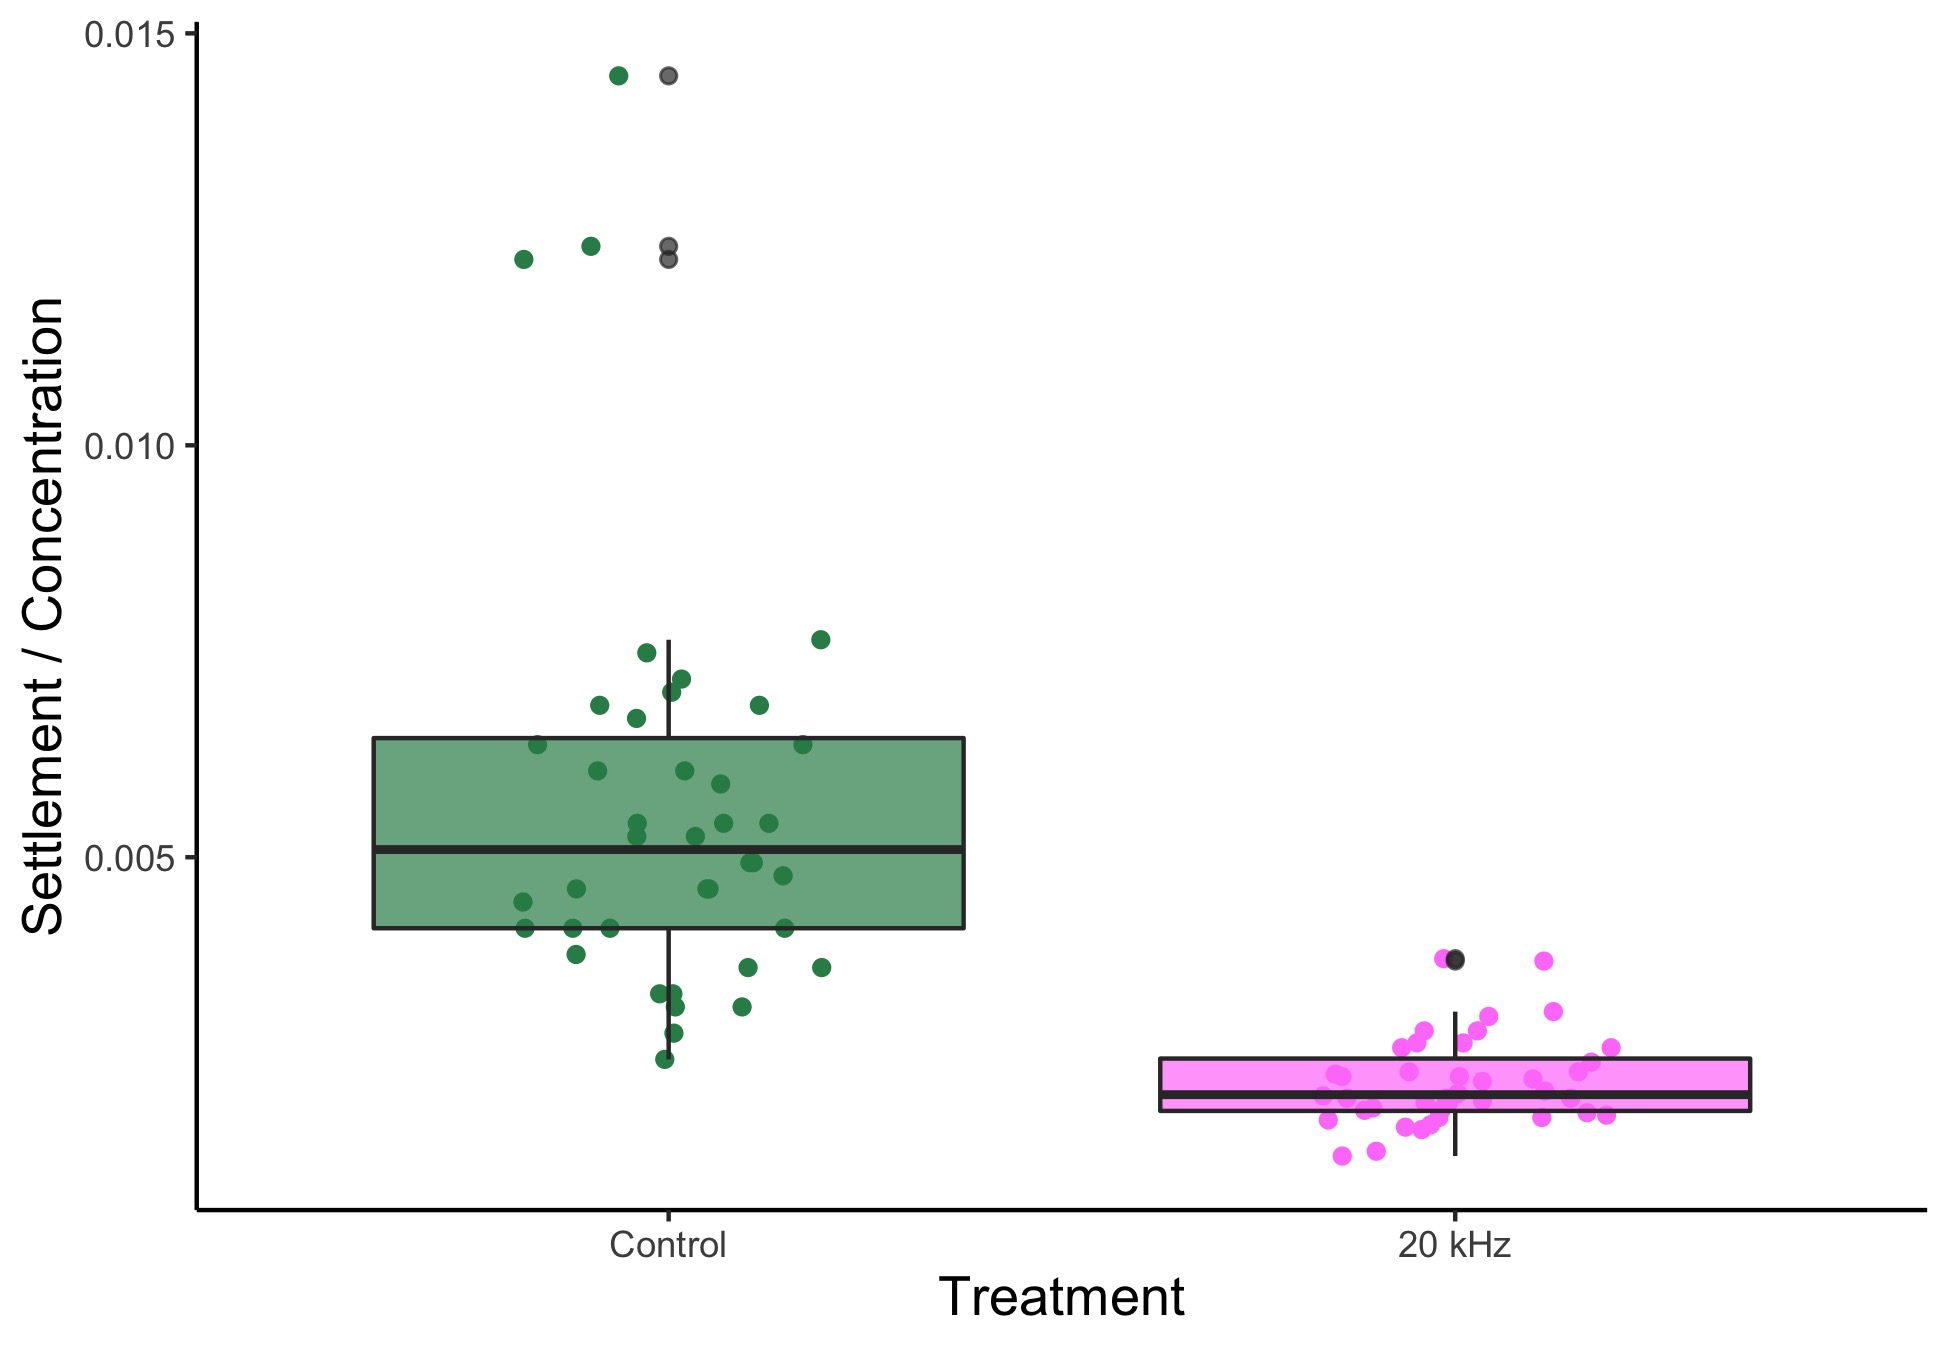 Settlement / Concentration
0.015
0.010
0.005
Control
20 kHz
Treatment